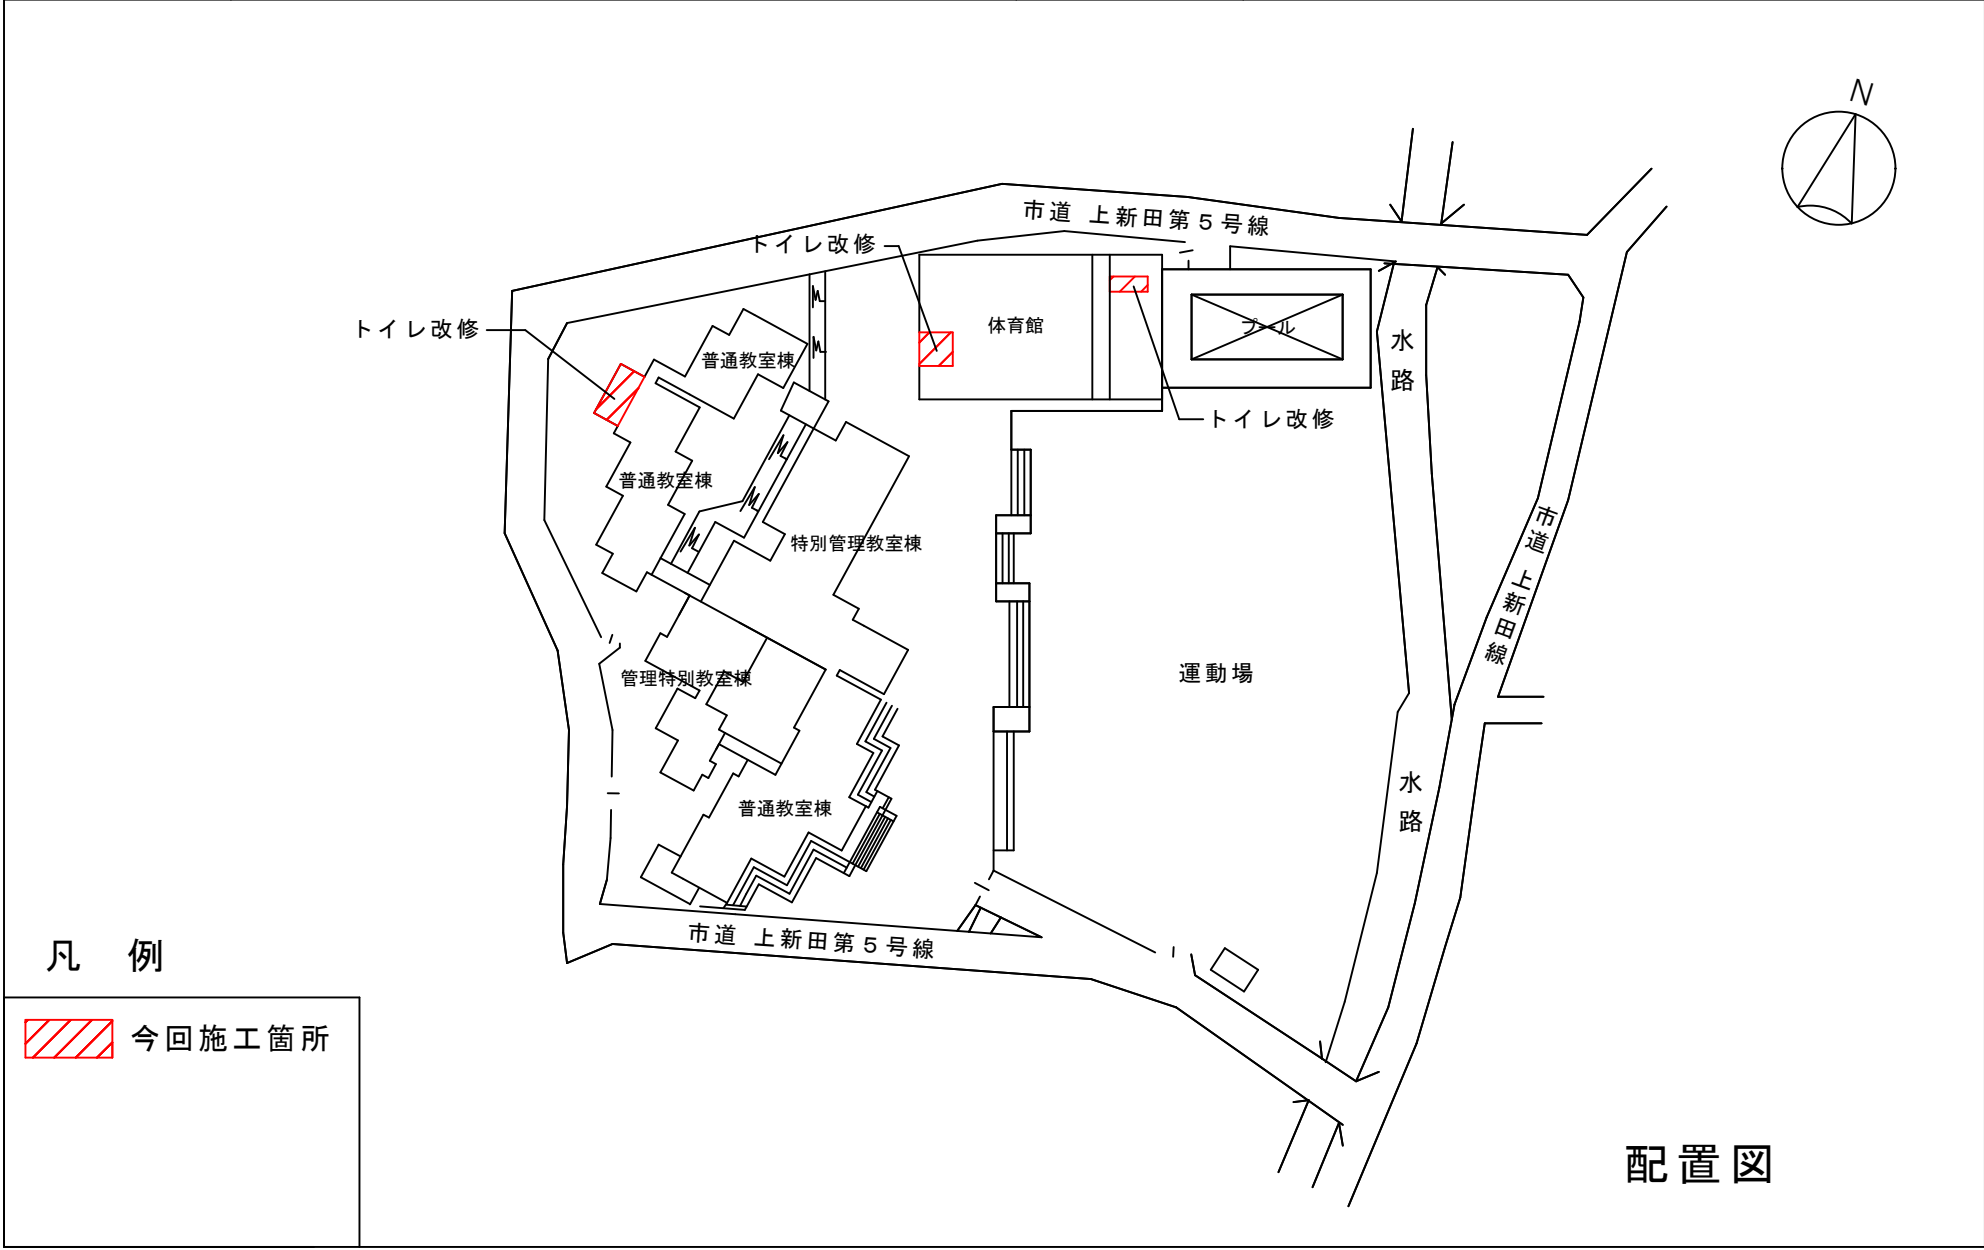 N
市道 上新田第５号線
トイレ改修
トイレ改修
体育館
プール
水路
普通教室棟
トイレ改修
普通教室棟
特別管理教室棟
市道 上新田線
運動場
管理特別教室棟
水路
普通教室棟
市道 上新田第５号線
凡 例
今回施工箇所
配置図